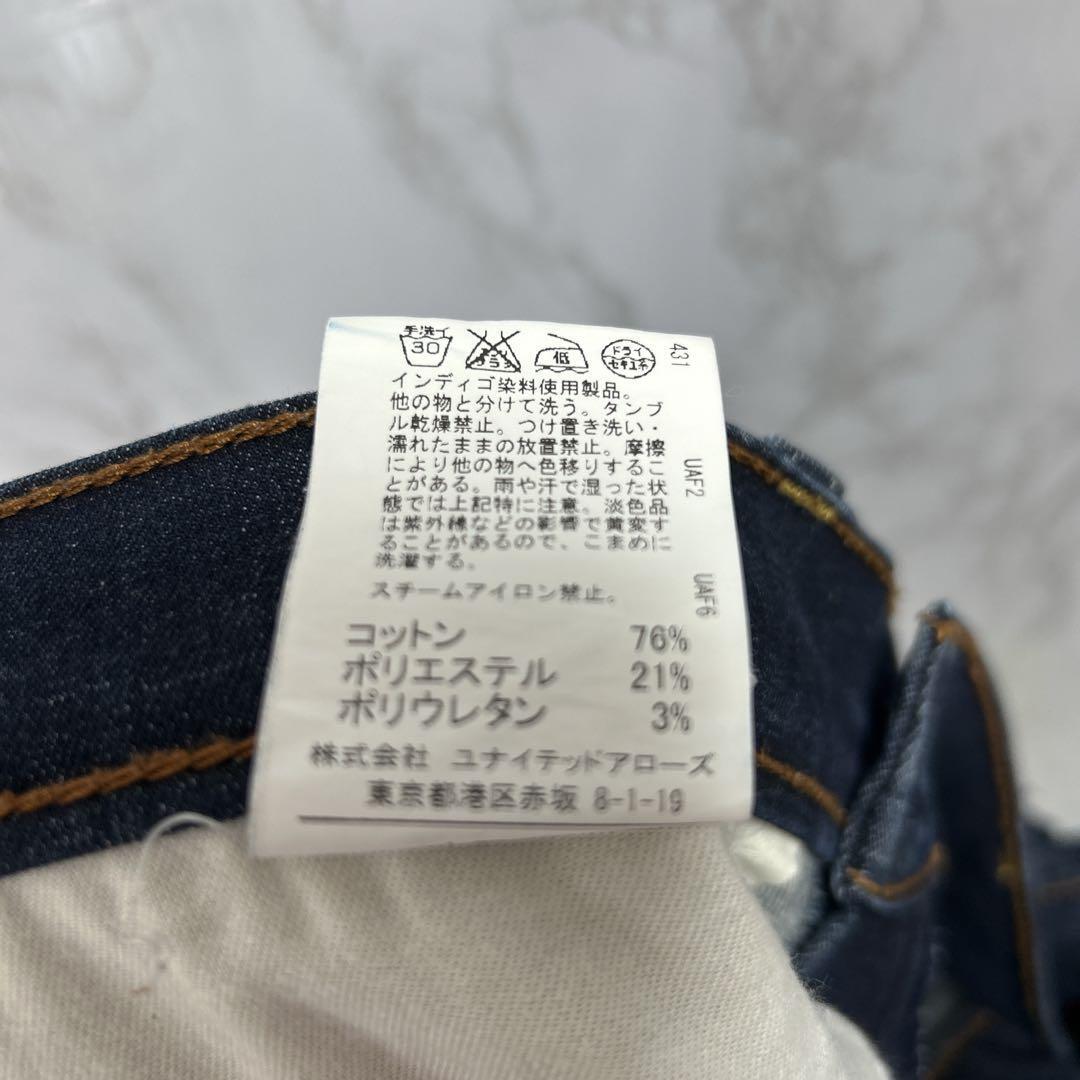 手洗イ
30
エンソサラシ
低
ドライ
セキユ系
431
インディゴ染料使用製品。
他の物と分けて洗う。タンブ
ル乾燥禁止。つけ置き洗い・
濡れたままの放置禁止。摩擦
により他の物へ色移りするこ
とがある。雨や汗で湿った状
態では上記特に注意。淡色品
は紫外線などの影響で黄変す
ることがあるので、こまめに
洗濯する。
UAF2
スチームアイロン禁止。
UAF6
コットン 76%
ポリエステル 21%
ポリウレタン 3%
株式会社 ユナイテッドアローズ
東京都港区赤坂 8-1-19